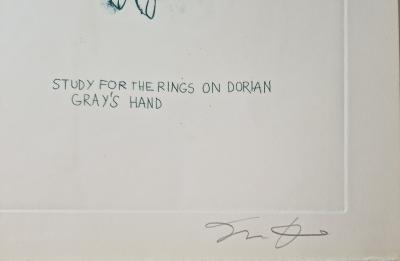 STUDY FOR THE RINGS ON DORIAN
GRAY'S HAND